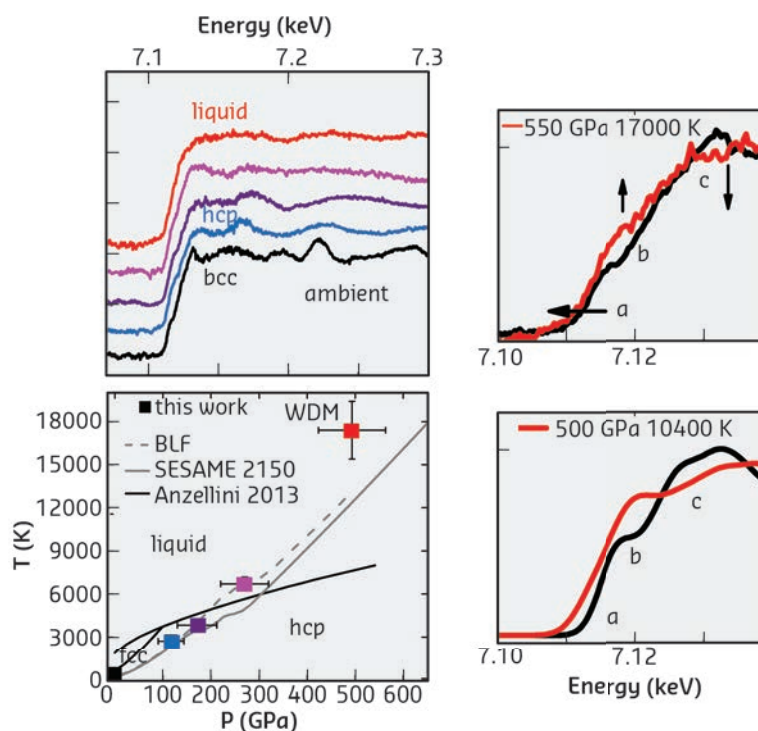 Energy (keV)
7.1 7.2 7.3
liquid
hcp
bcc
ambient
550 GPa 17000 K
c
b
a
7.10 7.12
this work
BLF
SESAME 2150
Anzellini 2013
WDM
liquid
hcp
fcc
T (K)
18000
15000
12000
9000
6000
3000
0
0 100 200 300 400 500 600
P (GPa)
500 GPa 10400 K
c
b
a
7.10 7.12
Energy (keV)